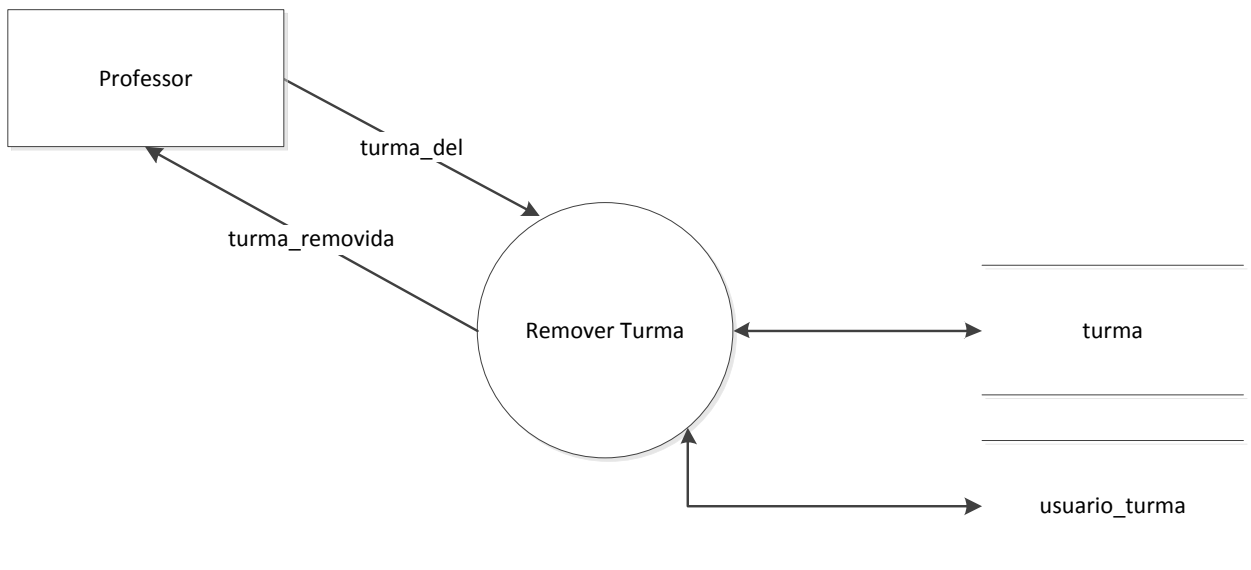 Professor
turma_del
turma_removida
Remover Turma
turma
usuario_turma